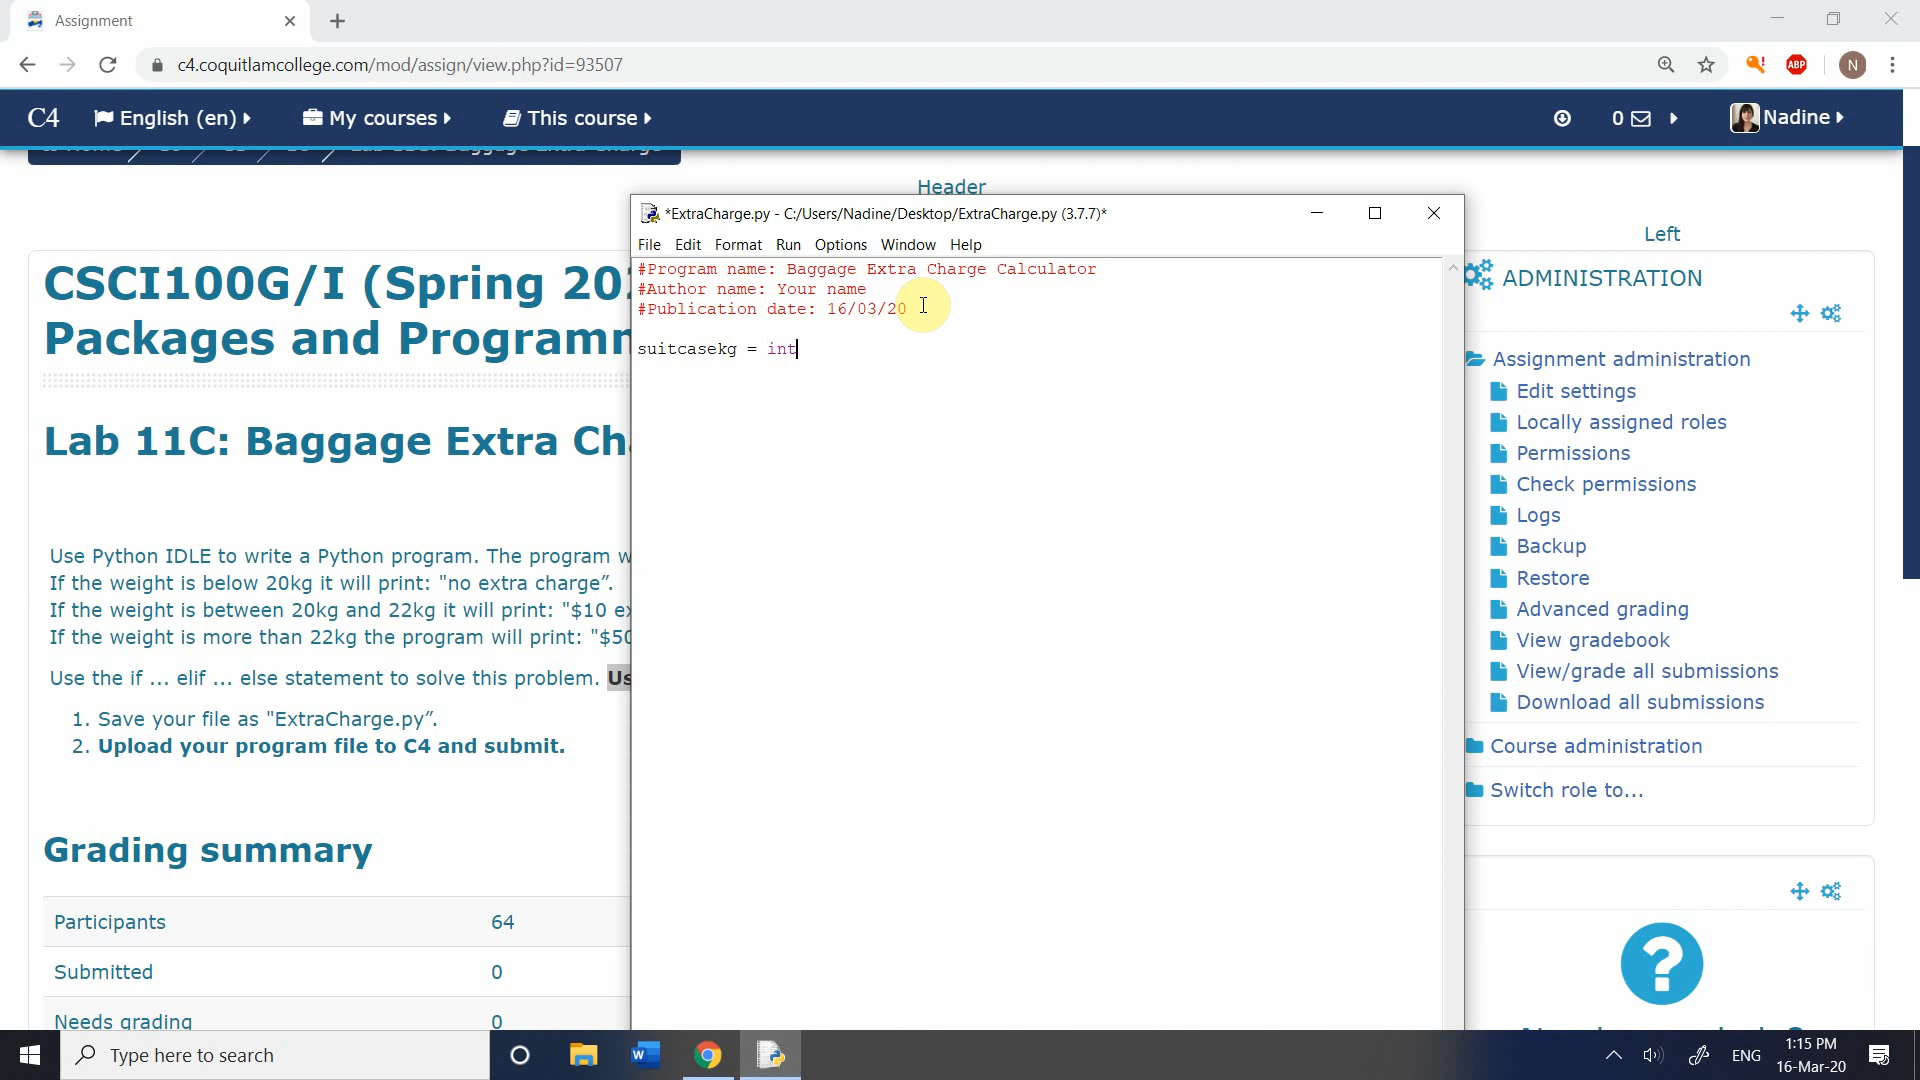 Assignment
c4.coquitlamcollege.com/mod/assign/view.php?id=93507
ABP
N
C4
English (en)
My courses
This course
0
Nadine
Header
Left
CSCI100G/I (Spring 20
Packages and Program
Lab 11C: Baggage Extra Ch
Use Python IDLE to write a Python program. The program w
If the weight is below 20kg it will print: "no extra charge”.
If the weight is between 20kg and 22kg it will print: "$10 ex
If the weight is more than 22kg the program will print: "$50
Use the if ... elif ... else statement to solve this problem. Us
1. Save your file as "ExtraCharge.py”.
2. Upload your program file to C4 and submit.
Grading summary
Participants 64
Submitted 0
Needs grading 0
*ExtraCharge.py - C:/Users/Nadine/Desktop/ExtraCharge.py (3.7.7)*
File Edit Format Run Options Window Help
#Program name: Baggage Extra Charge Calculator
#Author name: Your name
#Publication date: 16/03/20
suitcasekg = int
ADMINISTRATION
Assignment administration
Edit settings
Locally assigned roles
Permissions
Check permissions
Logs
Backup
Restore
Advanced grading
View gradebook
View/grade all submissions
Download all submissions
Course administration
Switch role to...
?
Type here to search
ENG
1:15 PM
16-Mar-20